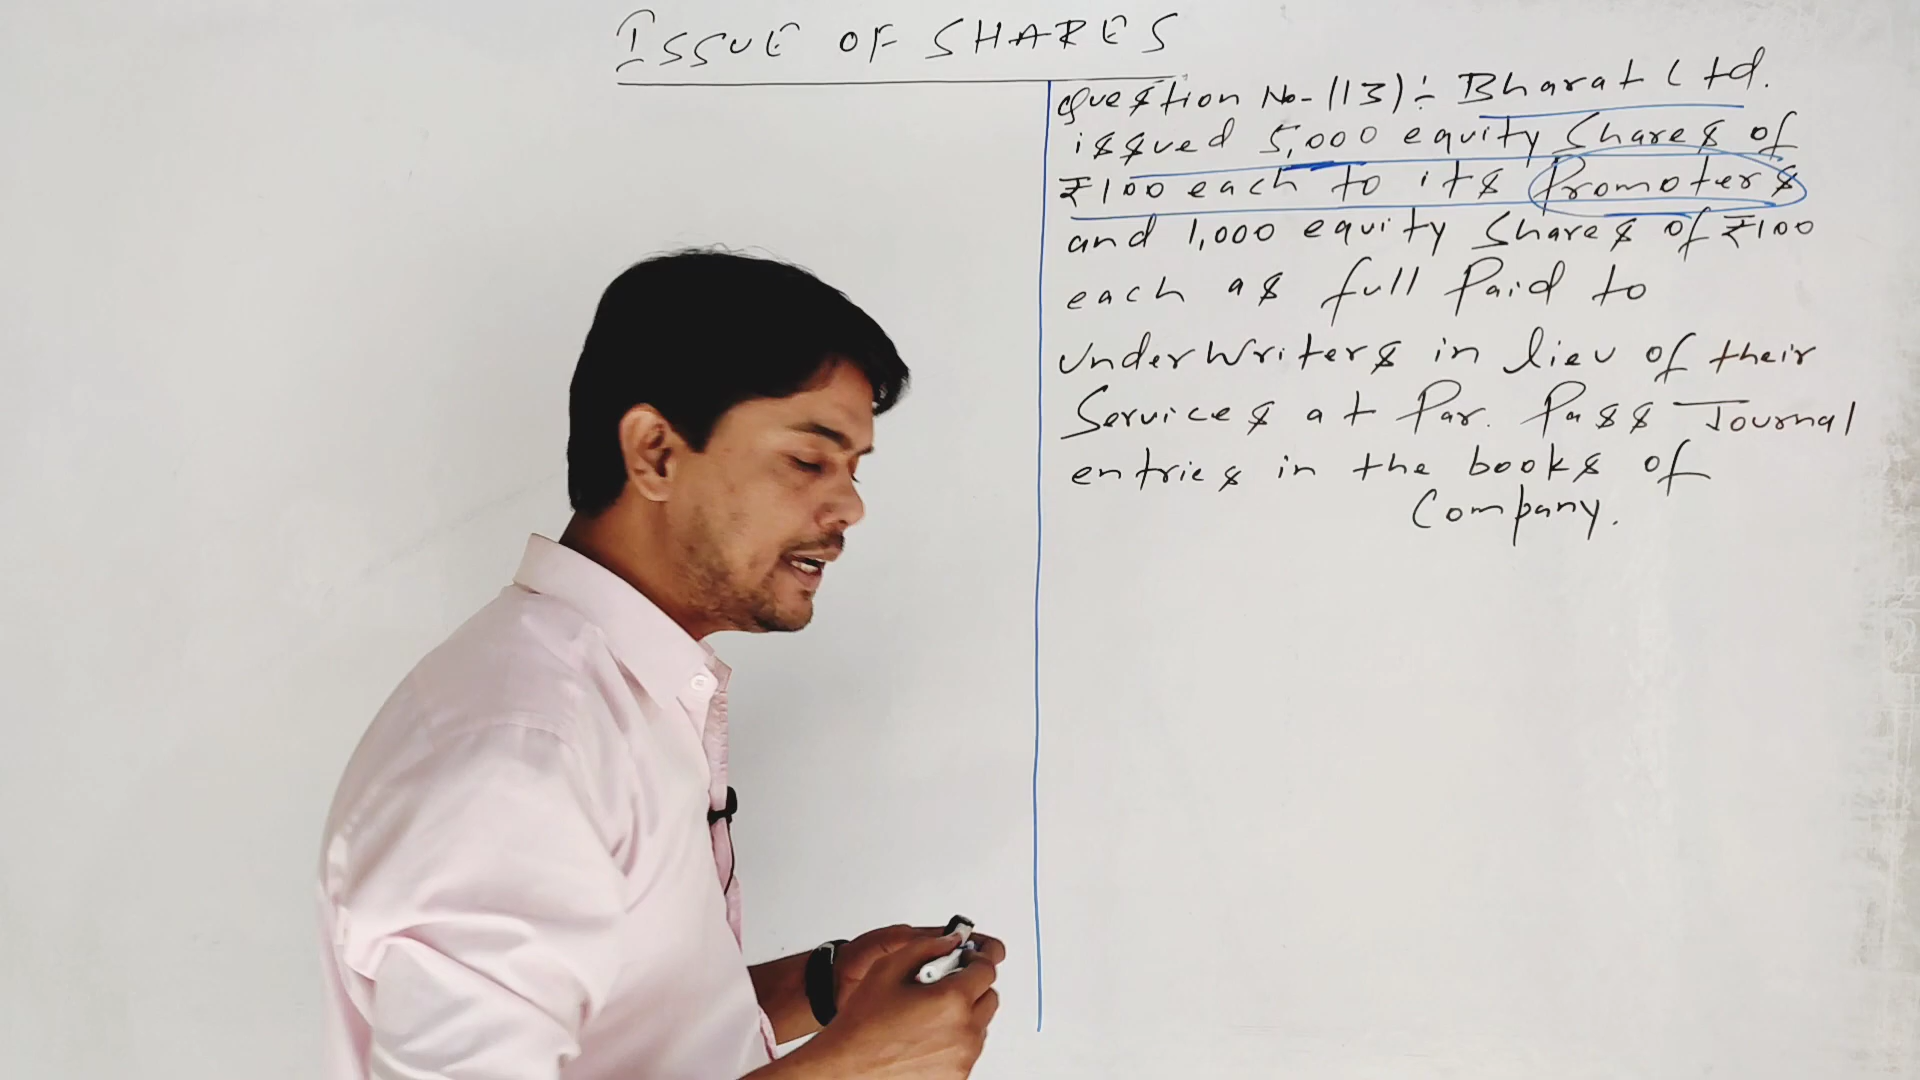 ISSUE OF SHARES
Question No-(13):- Bharat Ltd.
issued 5,000 equity Shares of
₹100 each to its Promoters
and 1,000 equity Shares of ₹100
each as full Paid to
UnderWriters in lieu of their
Services at Par. Pass Journal
entries in the books of
Company.